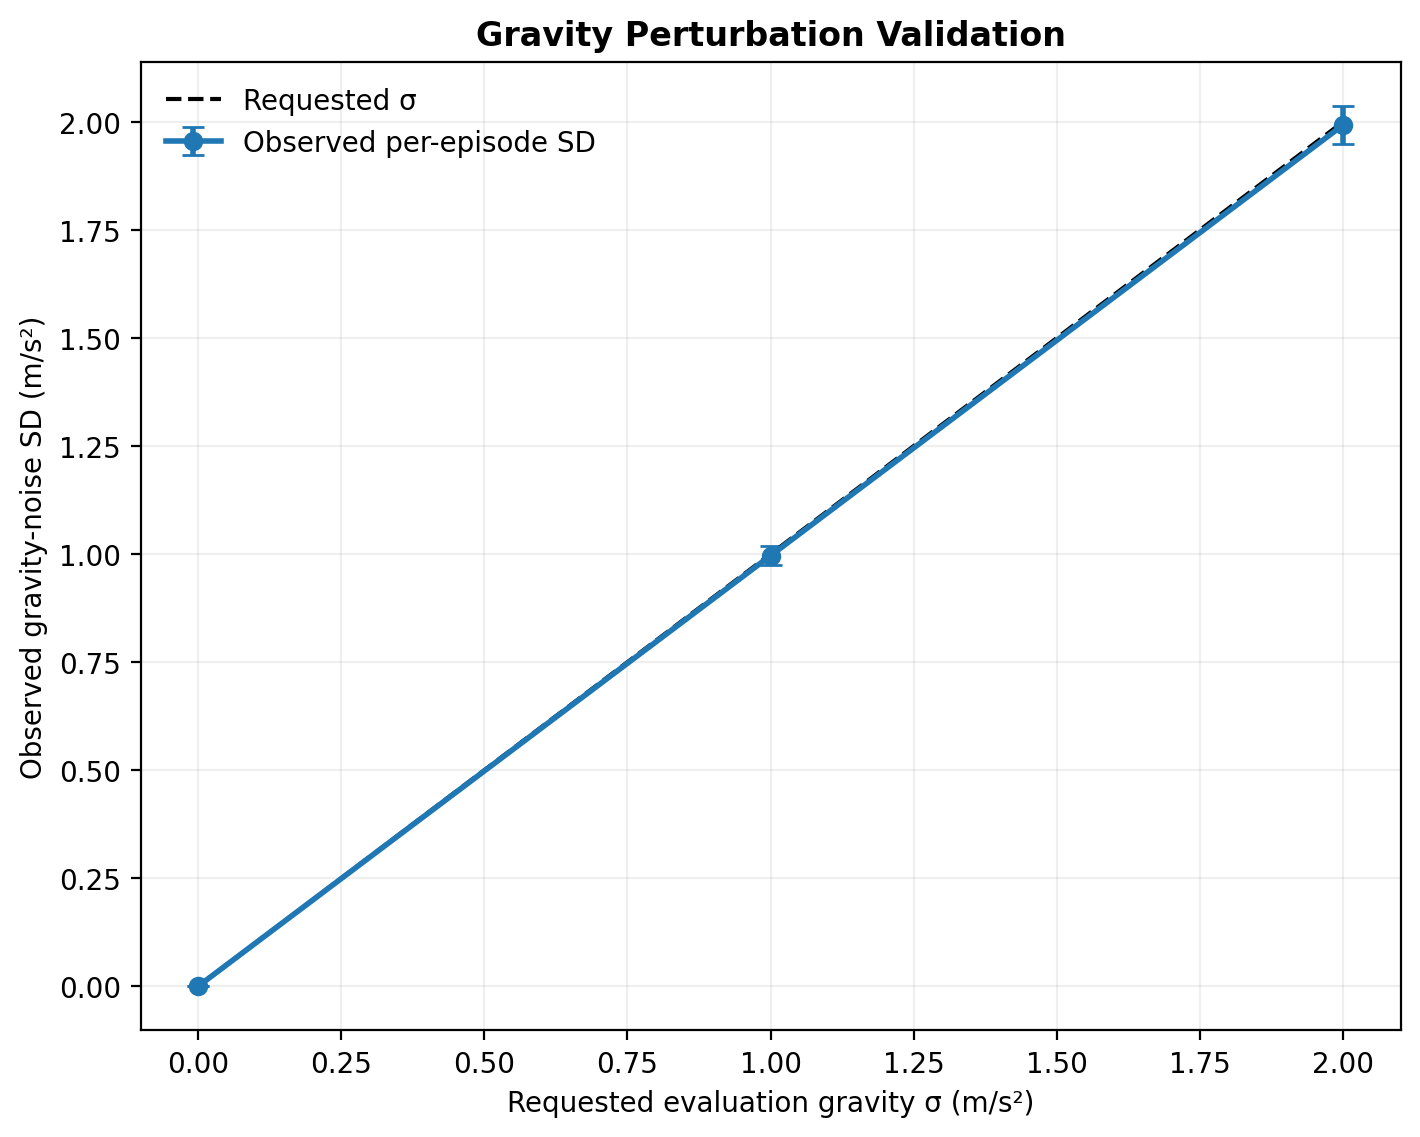 Gravity Perturbation Validation
Requested σ
Observed per-episode SD
2.00
1.75
1.50
1.25
1.00
0.75
0.50
0.25
0.00
Observed gravity-noise SD (m/s²)
0.00 0.25 0.50 0.75 1.00 1.25 1.50 1.75 2.00
Requested evaluation gravity σ (m/s²)